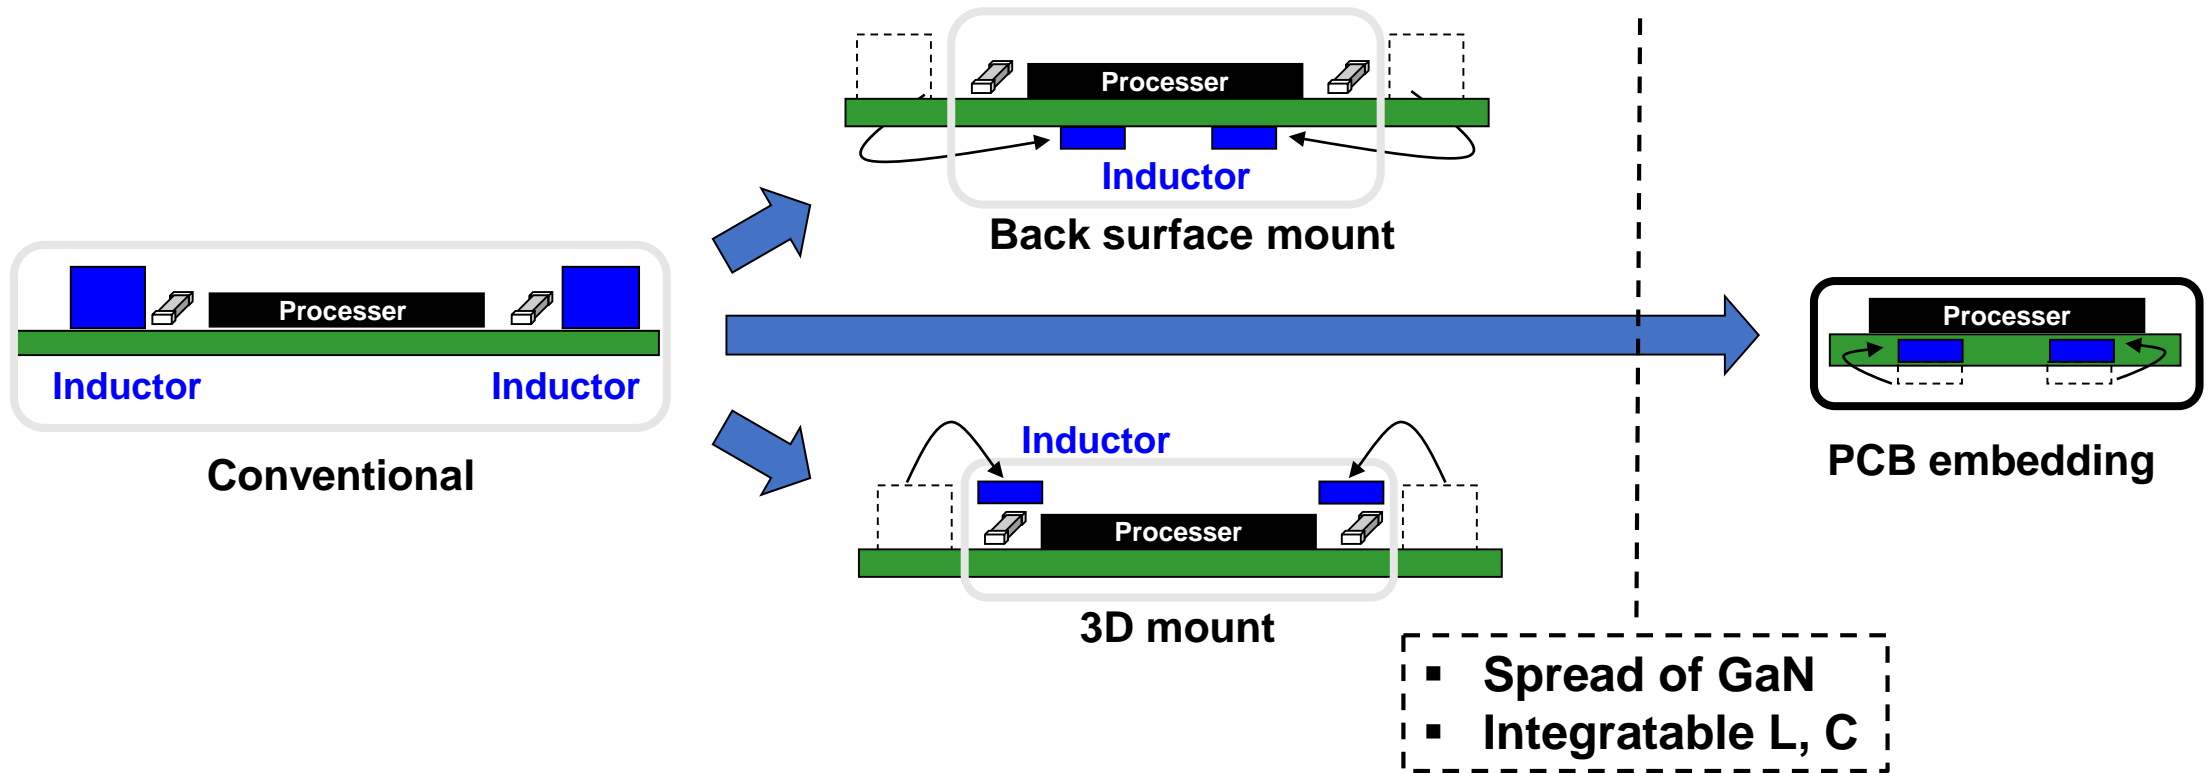 Processer
Inductor
Back surface mount
Processer
Inductor
Inductor
Conventional
Processer
PCB embedding
Inductor
Processer
3D mount
▪ Spread of GaN
▪ Integratable L, C